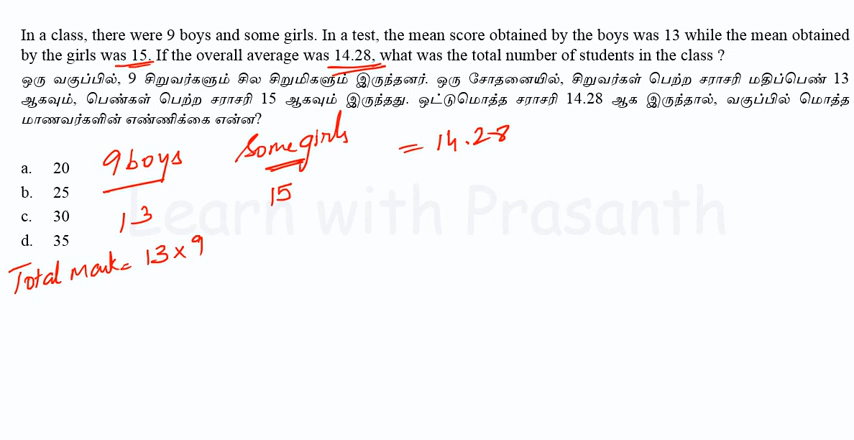 In a class, there were 9 boys and some girls. In a test, the mean score obtained by the boys was 13 while the mean obtained
by the girls was 15. If the overall average was 14.28, what was the total number of students in the class ?
ஒரு வகுப்பில், 9 சிறுவர்களும் சில சிறுமிகளும் இருந்தனர். ஒரு சோதனையில், சிறுவர்கள் பெற்ற சராசரி மதிப்பெண் 13
ஆகவும், பெண்கள் பெற்ற சராசரி 15 ஆகவும் இருந்தது. ஒட்டுமொத்த சராசரி 14.28 ஆக இருந்தால், வகுப்பில் மொத்த
மாணவர்களின் எண்ணிக்கை என்ன?
9 boys some girls = 14.28
13 15
a. 20
b. 25
c. 30
d. 35
Learn with Prasanth
Total mark = 13 x 9